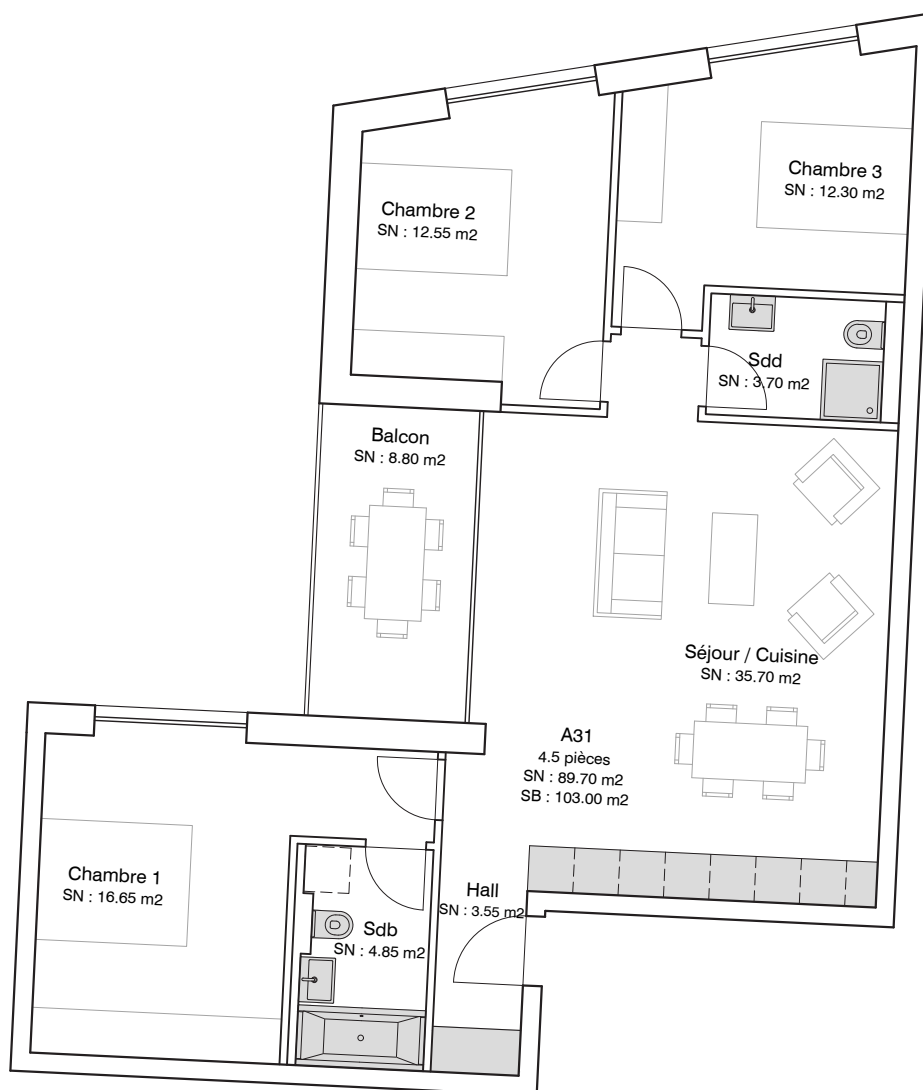 Chambre 3
SN : 12.30 m2
Chambre 2
SN : 12.55 m2
Sdd
SN : 3.70 m2
Balcon
SN : 8.80 m2
Séjour / Cuisine
SN : 35.70 m2
A31
4.5 pièces
SN : 89.70 m2
SB : 103.00 m2
Chambre 1
SN : 16.65 m2
Hall
SN : 3.55 m2
Sdb
SN : 4.85 m2